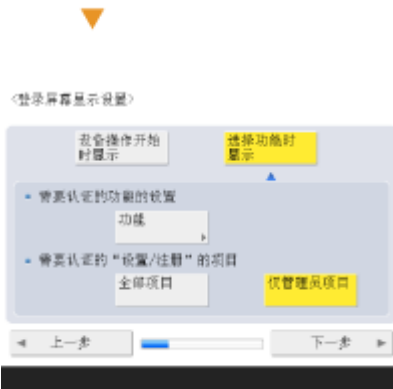 <登录屏幕显示设置>
设备操作开始
时显示
选择功能时
显示
需要认证的功能的设置
功能
需要认证的“设置/注册”的项目
全部项目
仅管理员项目
上一步
下一步